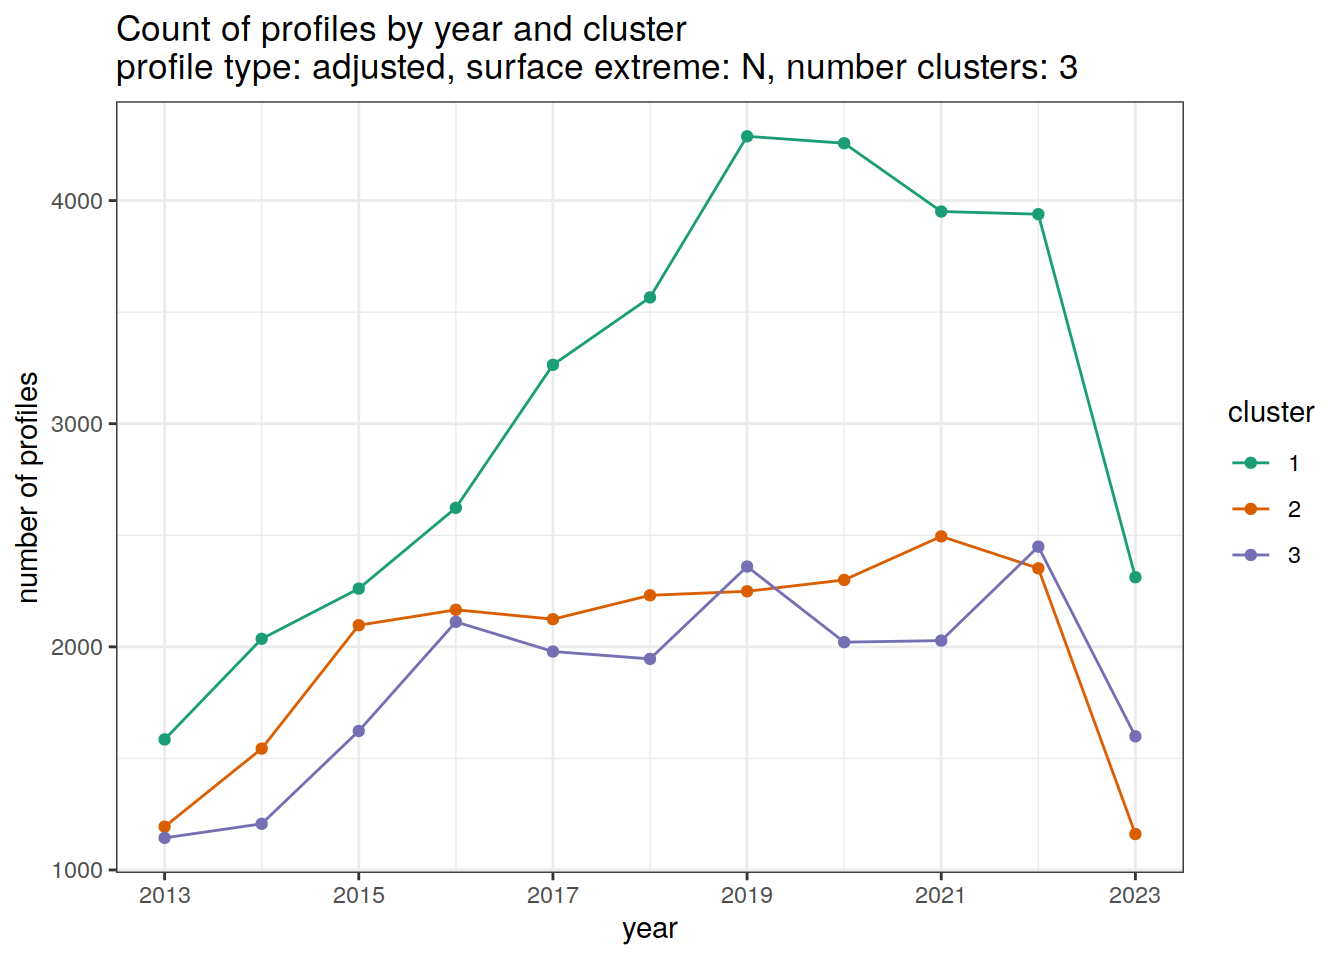 Count of profiles by year and cluster
profile type: adjusted, surface extreme: N, number clusters: 3
number of profiles
4000
3000
2000
1000
2013 2015 2017 2019 2021 2023
year
cluster
1
2
3